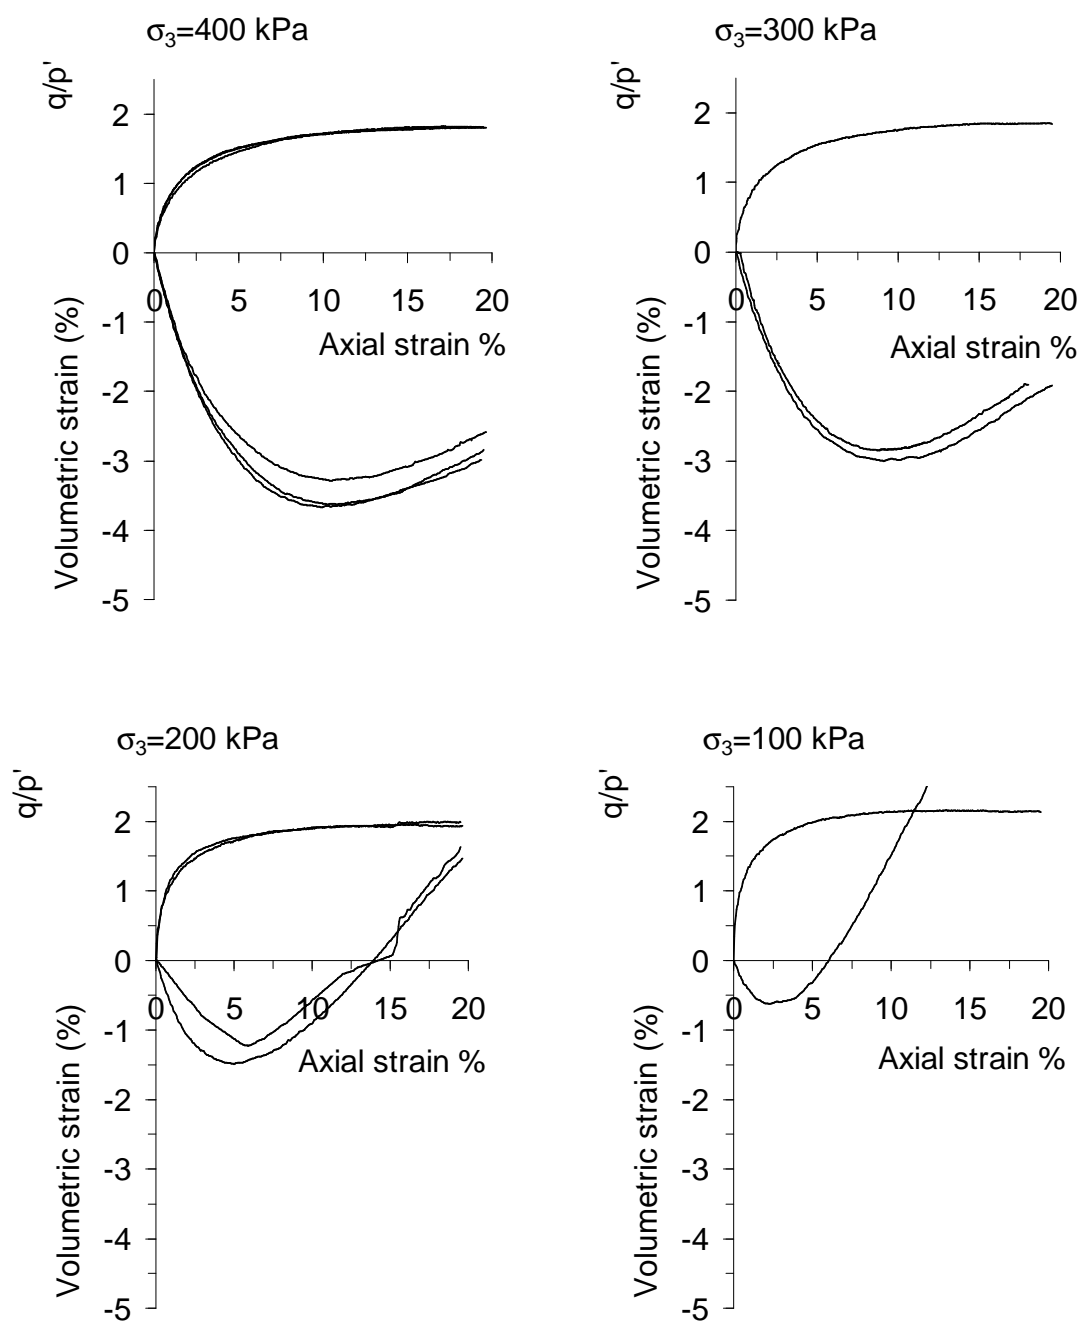 σ3=400 kPa
q/p'
2
1
0
0 5 10 15 20
-1
Axial strain %
-2
-3
-4
-5
Volumetric strain (%)
σ3=300 kPa
q/p'
2
1
0
0 5 10 15 20
-1
Axial strain %
-2
-3
-4
-5
Volumetric strain (%)
σ3=200 kPa
q/p'
2
1
0
0 5 10 15 20
-1
Axial strain %
-2
-3
-4
-5
Volumetric strain (%)
σ3=100 kPa
q/p'
2
1
0
0 5 10 15 20
-1
Axial strain %
-2
-3
-4
-5
Volumetric strain (%)